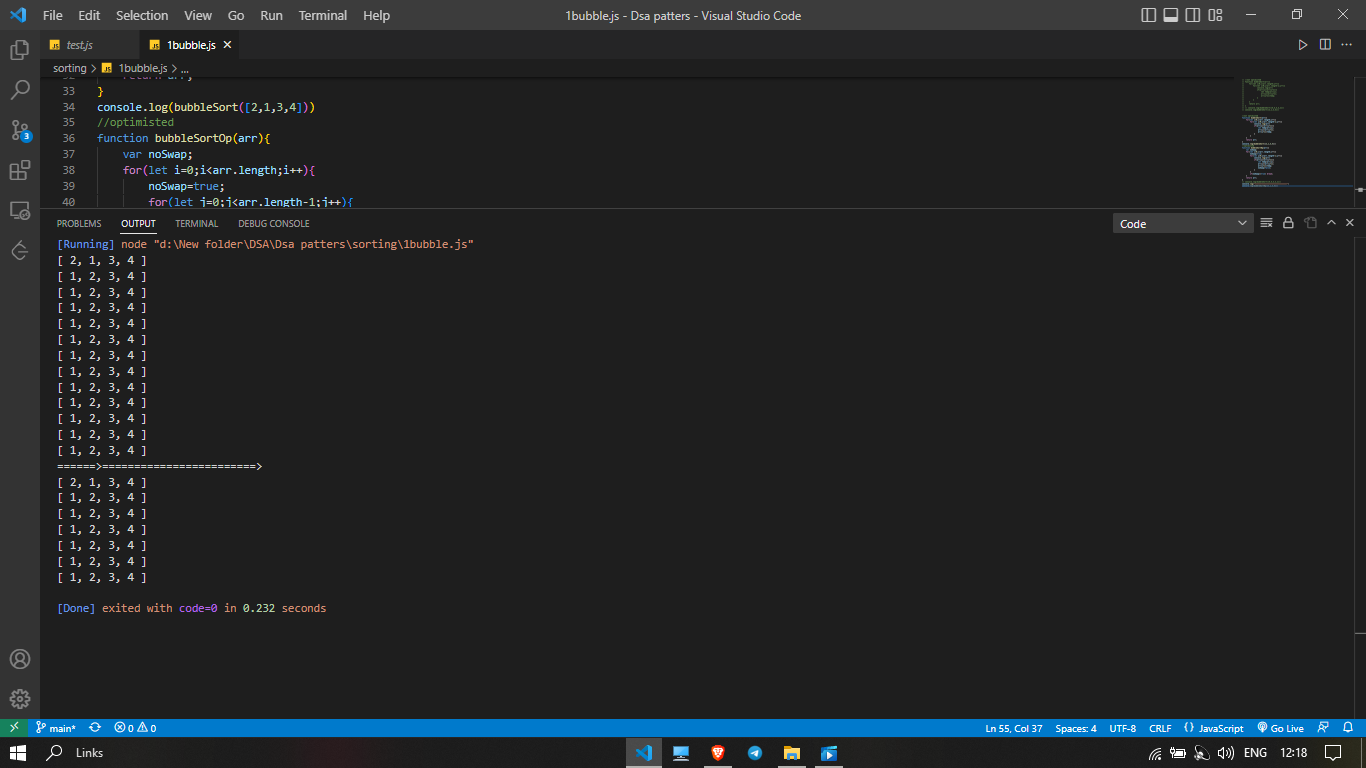 File Edit Selection View Go Run Terminal Help 1bubble.js - Dsa patters - Visual Studio Code
JS test.js JS 1bubble.js
sorting > JS 1bubble.js > ...
32 return arr;
33 }
34 console.log(bubbleSort([2,1,3,4]))
35 //optimisted
36 function bubbleSortOp(arr){
37 var noSwap;
38 for(let i=0;i<arr.length;i++){
39 noSwap=true;
40 for(let j=0;j<arr.length-1;j++){
PROBLEMS OUTPUT TERMINAL DEBUG CONSOLE Code
[Running] node "d:\New folder\DSA\Dsa patters\sorting\1bubble.js"
[ 2, 1, 3, 4 ]
[ 1, 2, 3, 4 ]
[ 1, 2, 3, 4 ]
[ 1, 2, 3, 4 ]
[ 1, 2, 3, 4 ]
[ 1, 2, 3, 4 ]
[ 1, 2, 3, 4 ]
[ 1, 2, 3, 4 ]
[ 1, 2, 3, 4 ]
[ 1, 2, 3, 4 ]
[ 1, 2, 3, 4 ]
[ 1, 2, 3, 4 ]
[ 1, 2, 3, 4 ]
======>========================>
[ 2, 1, 3, 4 ]
[ 1, 2, 3, 4 ]
[ 1, 2, 3, 4 ]
[ 1, 2, 3, 4 ]
[ 1, 2, 3, 4 ]
[ 1, 2, 3, 4 ]
[ 1, 2, 3, 4 ]
[Done] exited with code=0 in 0.232 seconds
3
main* 0 0 Ln 55, Col 37 Spaces: 4 UTF-8 CRLF {} JavaScript Go Live
Links ENG 12:18